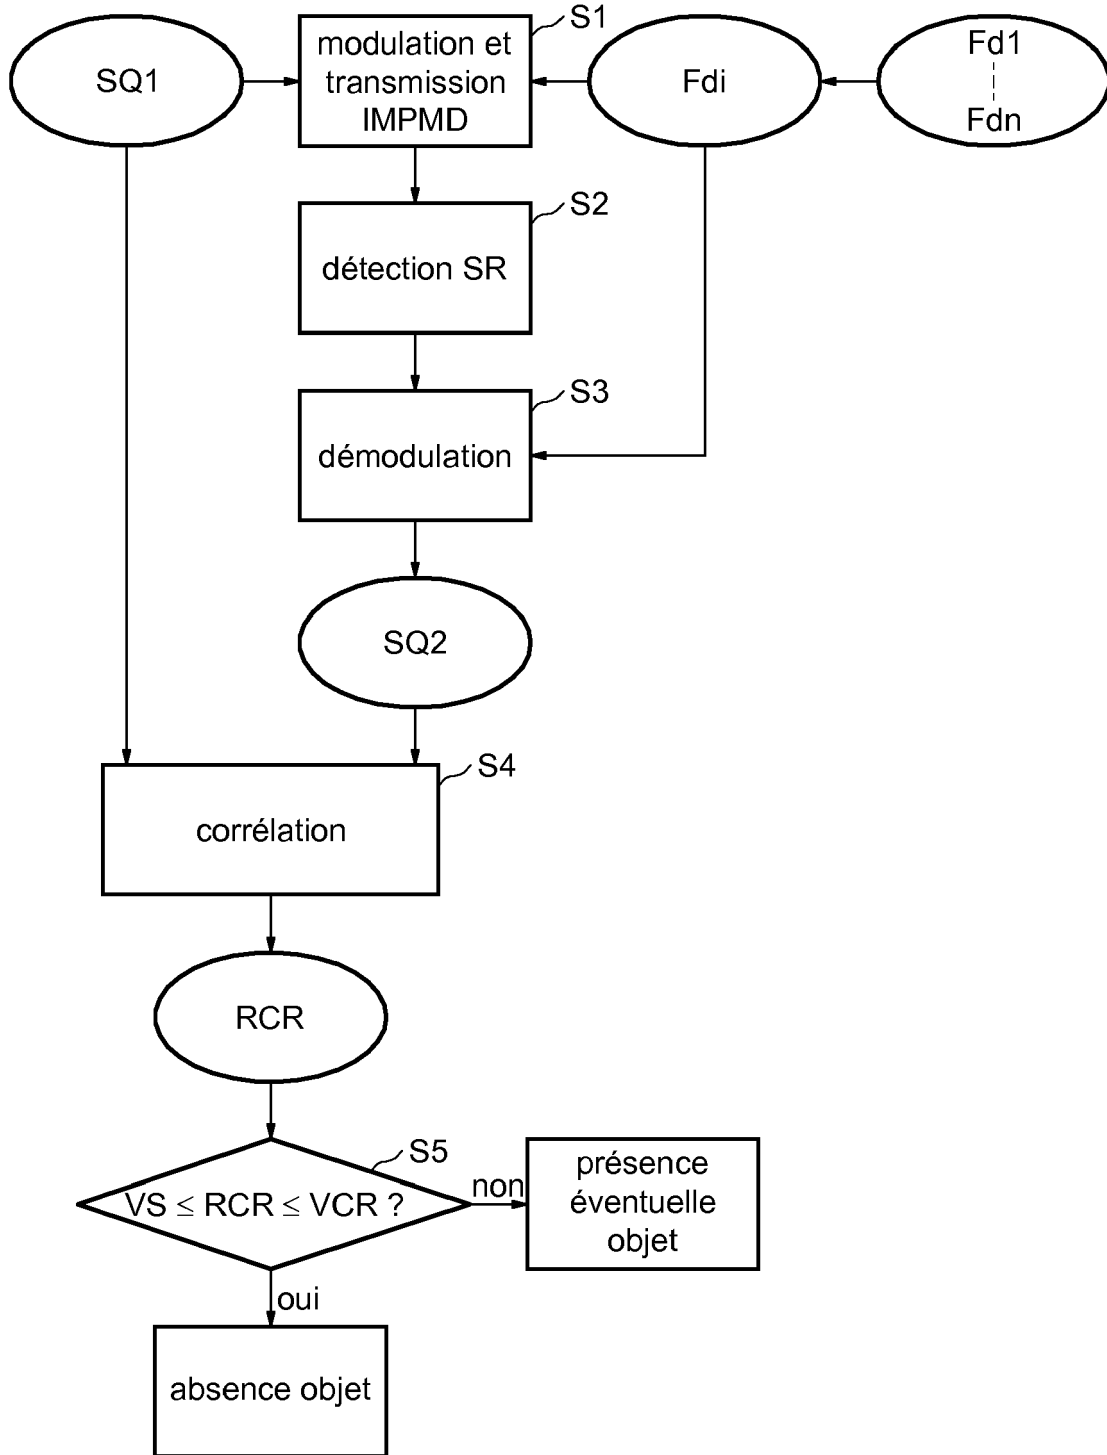 SQ1
modulation et
transmission
IMPMD
S1
Fdi
Fd1
Fdn
détection SR
S2
démodulation
S3
SQ2
corrélation
S4
RCR
VS ≤ RCR ≤ VCR ?
S5
non
présence
éventuelle
objet
oui
absence objet